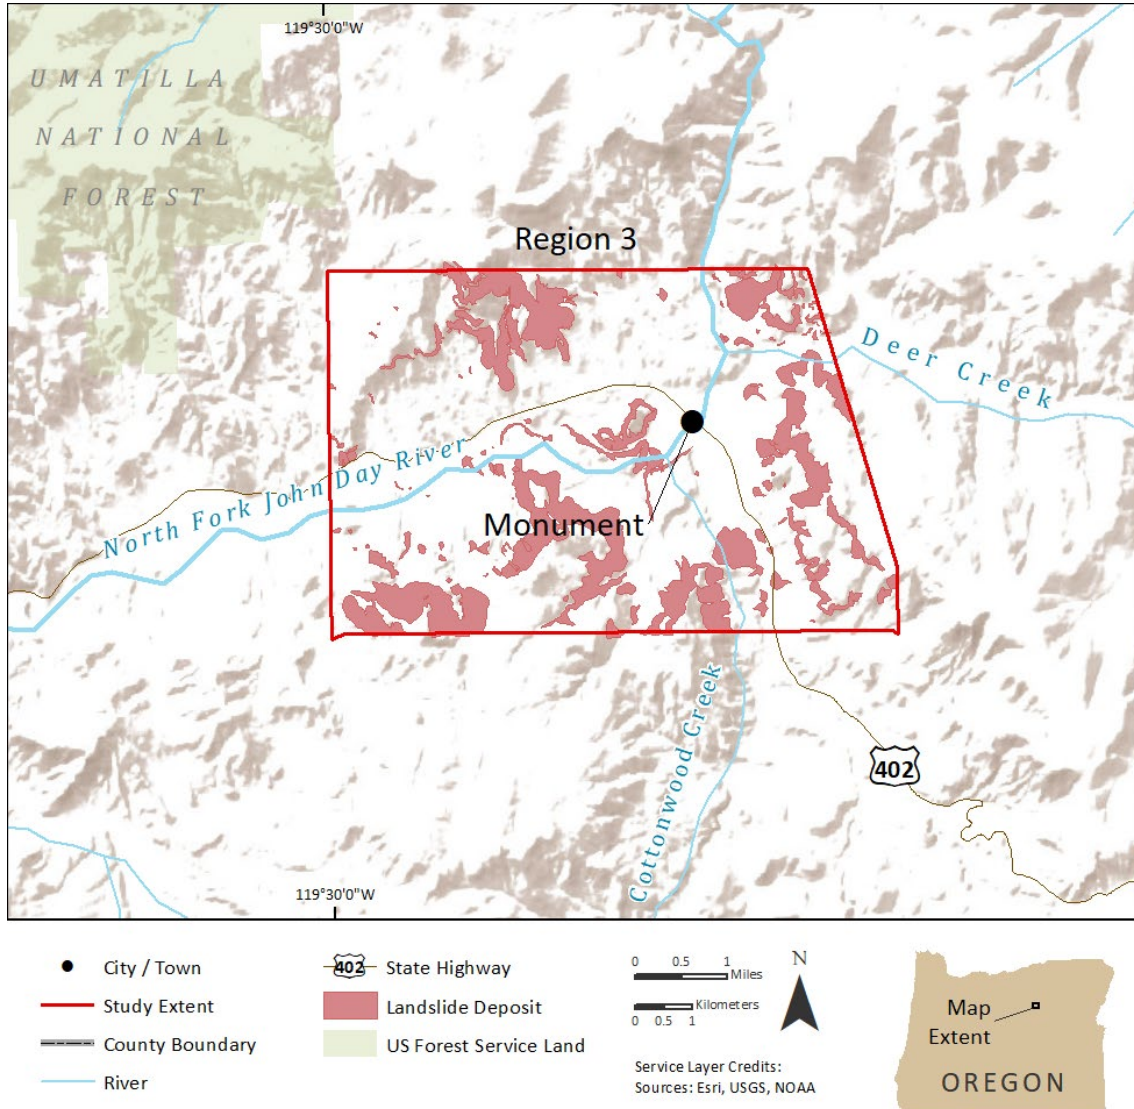 119°30'0"W
UMATILLA
NATIONAL
FOREST
Region 3
Deer Creek
North Fork John Day River
Monument
402
Cottonwood Creek
119°30'0"W
City / Town
Study Extent
County Boundary
River
402 State Highway
Landslide Deposit
US Forest Service Land
0 0.5 1
Miles
Kilometers
0 0.5 1
N
Service Layer Credits:
Sources: Esri, USGS, NOAA
Map
Extent
OREGON